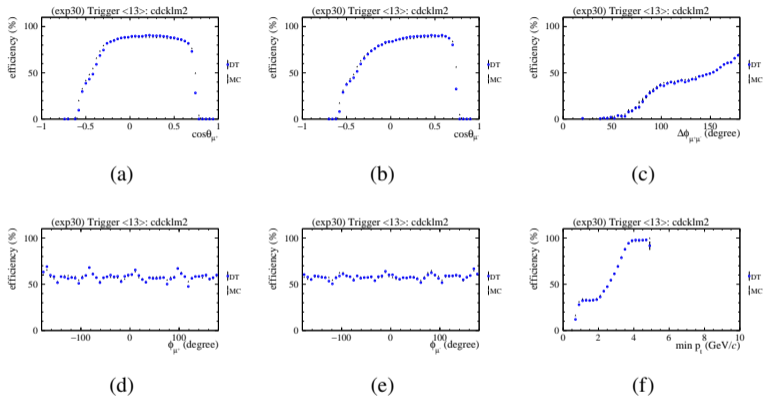 (exp30) Trigger <13>: cdcklm2
efficiency (%)
100
50
0
−1
−0.5
0
0.5
1
cosθμ
DT
MC
(a)
(exp30) Trigger <13>: cdcklm2
efficiency (%)
100
50
0
−1
−0.5
0
0.5
1
cosθμ
DT
MC
(b)
(exp30) Trigger <13>: cdcklm2
efficiency (%)
100
50
0
0
50
100
150
Δφμμ (degree)
DT
MC
(c)
(exp30) Trigger <13>: cdcklm2
efficiency (%)
100
50
0
−100
0
100
φμ (degree)
DT
MC
(d)
(exp30) Trigger <13>: cdcklm2
efficiency (%)
100
50
0
−100
0
100
φμ (degree)
DT
MC
(e)
(exp30) Trigger <13>: cdcklm2
efficiency (%)
100
50
0
0
2
4
6
8
10
min pt (GeV/c)
DT
MC
(f)